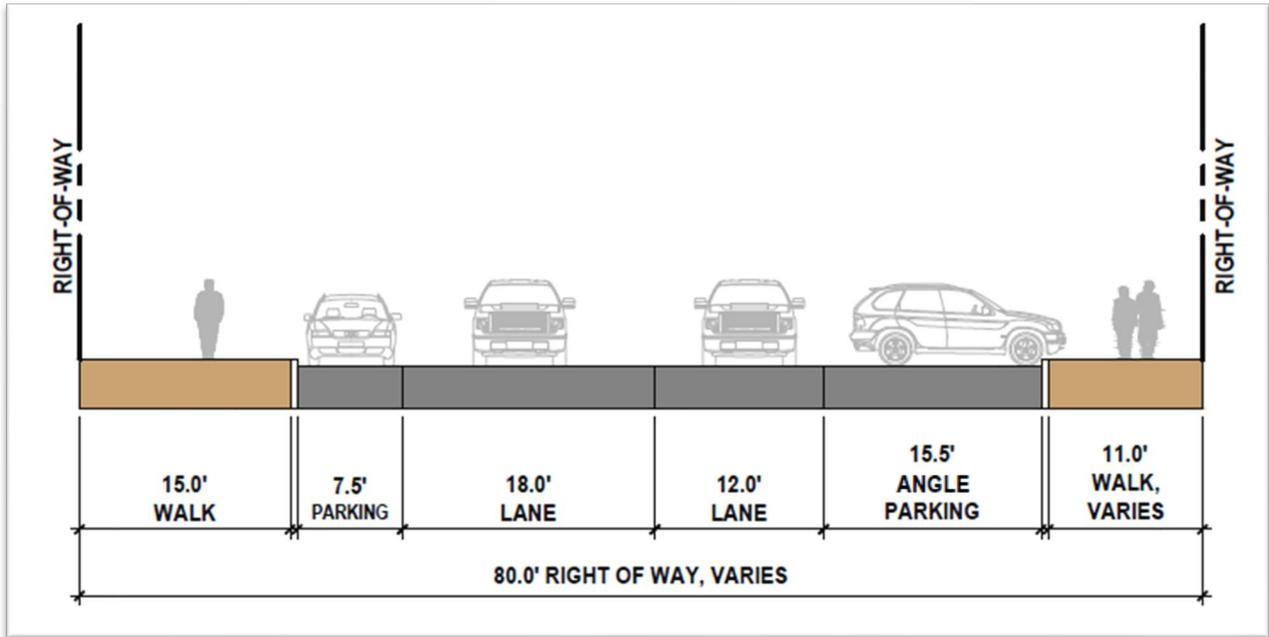 RIGHT-OF-WAY
RIGHT-OF-WAY
15.0'
WALK
7.5'
PARKING
18.0'
LANE
12.0'
LANE
15.5'
ANGLE
PARKING
11.0'
WALK,
VARIES
80.0' RIGHT OF WAY, VARIES